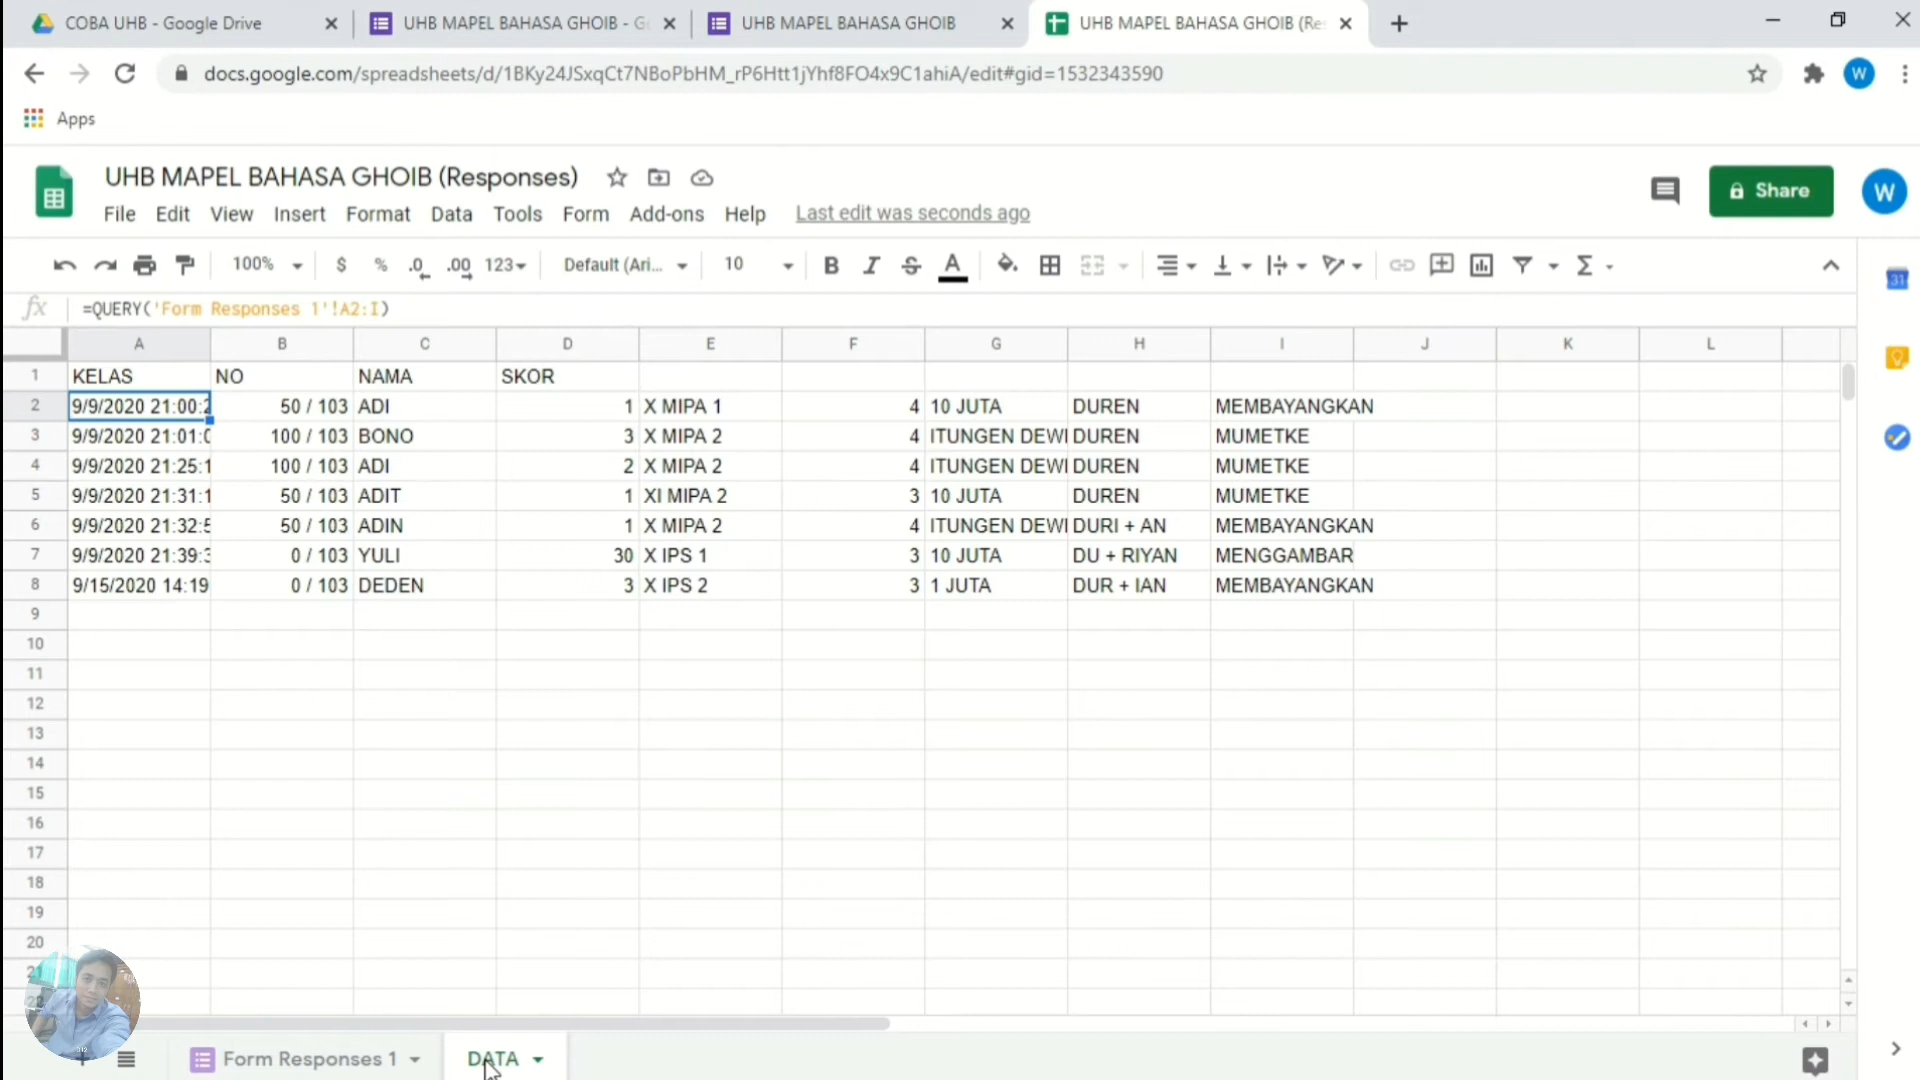 COBA UHB - Google Drive
UHB MAPEL BAHASA GHOIB - G
UHB MAPEL BAHASA GHOIB
UHB MAPEL BAHASA GHOIB (Re
docs.google.com/spreadsheets/d/1BKy24JSxqCt7NBoPbHM_rP6Htt1jYhf8FO4x9C1ahiA/edit#gid=1532343590
W
Apps
UHB MAPEL BAHASA GHOIB (Responses)
Share
W
File Edit View Insert Format Data Tools Form Add-ons Help Last edit was seconds ago
100% $ % .0 .00 123 Default (Ari... 10 B I S A Σ
31
fx =QUERY('Form Responses 1'!A2:I)
A B C D E F G H I J K L
1 KELAS NO NAMA SKOR
2 9/9/2020 21:00:2 50 / 103 ADI 1 X MIPA 1 4 10 JUTA DUREN MEMBAYANGKAN
3 9/9/2020 21:01:0 100 / 103 BONO 3 X MIPA 2 4 ITUNGEN DEWI DUREN MUMETKE
4 9/9/2020 21:25:1 100 / 103 ADI 2 X MIPA 2 4 ITUNGEN DEWI DUREN MUMETKE
5 9/9/2020 21:31:1 50 / 103 ADIT 1 XI MIPA 2 3 10 JUTA DUREN MUMETKE
6 9/9/2020 21:32:5 50 / 103 ADIN 1 X MIPA 2 4 ITUNGEN DEWI DURI + AN MEMBAYANGKAN
7 9/9/2020 21:39:3 0 / 103 YULI 30 X IPS 1 3 10 JUTA DU + RIYAN MENGGAMBAR
8 9/15/2020 14:19 0 / 103 DEDEN 3 X IPS 2 3 1 JUTA DUR + IAN MEMBAYANGKAN
9
10
11
12
13
14
15
16
17
18
19
20
21
22
Form Responses 1 DATA